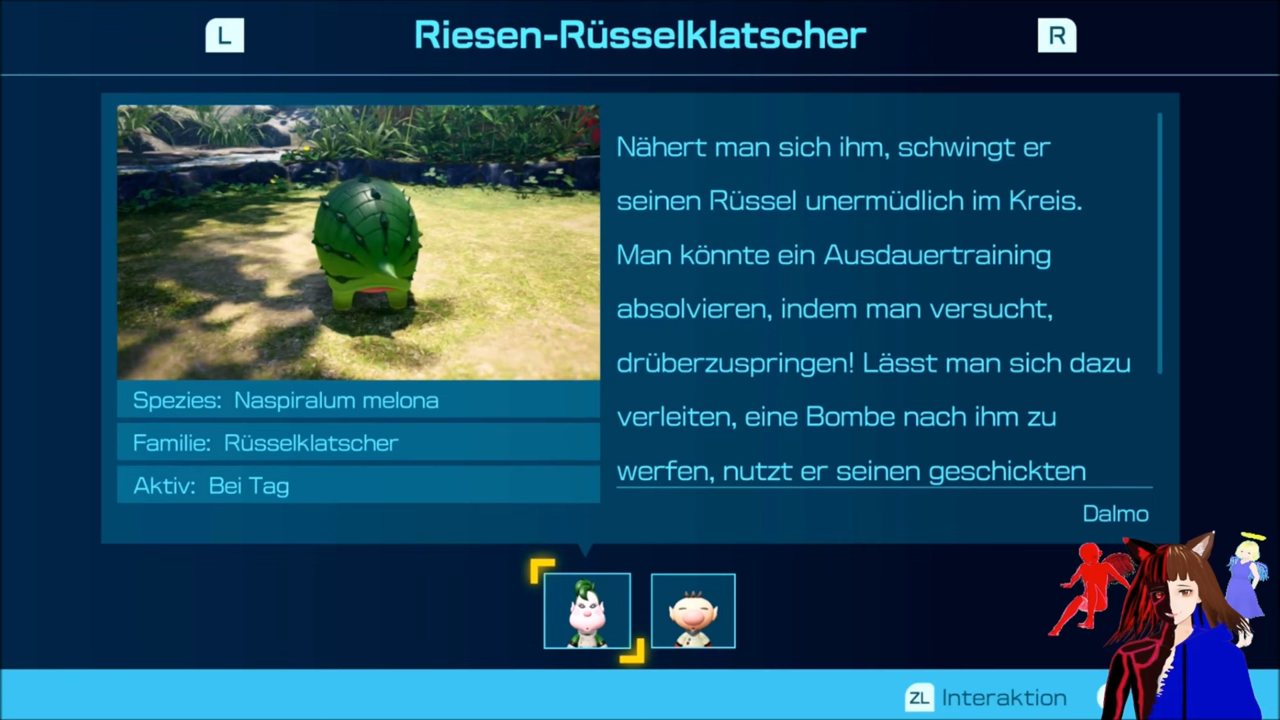 L
Riesen-Rüsselklatscher
R
Nähert man sich ihm, schwingt er
seinen Rüssel unermüdlich im Kreis.
Man könnte ein Ausdauertraining
absolvieren, indem man versucht,
drüberzuspringen! Lässt man sich dazu
verleiten, eine Bombe nach ihm zu
werfen, nutzt er seinen geschickten
Dalmo
Spezies: Naspiralum melona
Familie: Rüsselklatscher
Aktiv: Bei Tag
ZL Interaktion